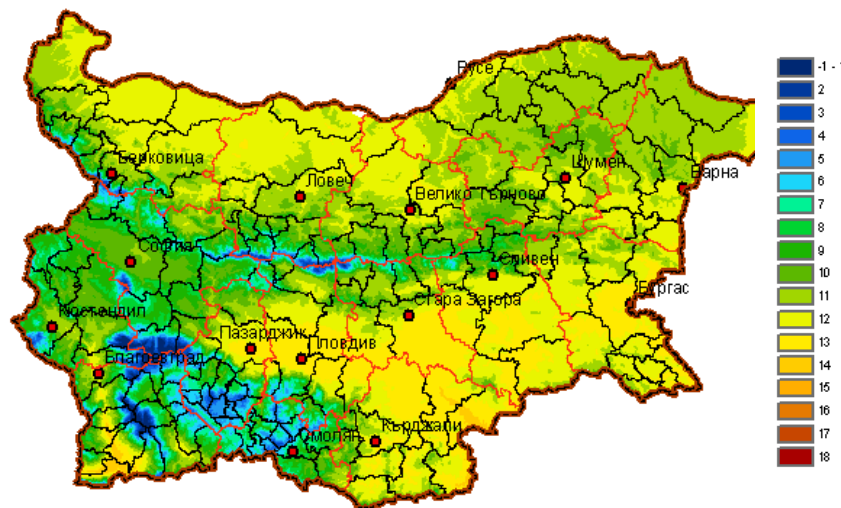 Русе
Берковица
Шумен
Варна
Ловеч
Велико Търново
София
Сливен
Бургас
Стара Загора
Кюстендил
Пазарджик
Пловдив
Благоевград
Кърджали
Смолян
2
3
4
5
6
7
8
9
10
11
12
13
14
15
16
17
18